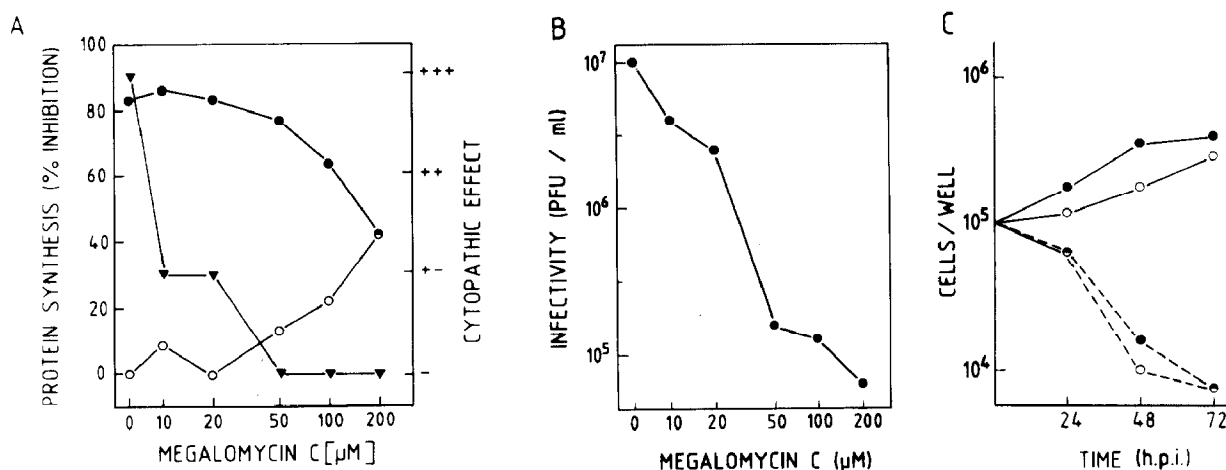 A
PROTEIN SYNTHESIS (% INHIBITION)
100
80
60
40
20
0
+++
++
+-
-
CYTOPATHIC EFFECT
0 10 20 50 100 200
MEGALOMYCIN C [µM]
B
INFECTIVITY (PFU / ml)
10⁷
10⁶
10⁵
0 10 20 50 100 200
MEGALOMYCIN C (µM)
C
CELLS / WELL
10⁶
10⁵
10⁴
24 48 72
TIME (h.p.i.)